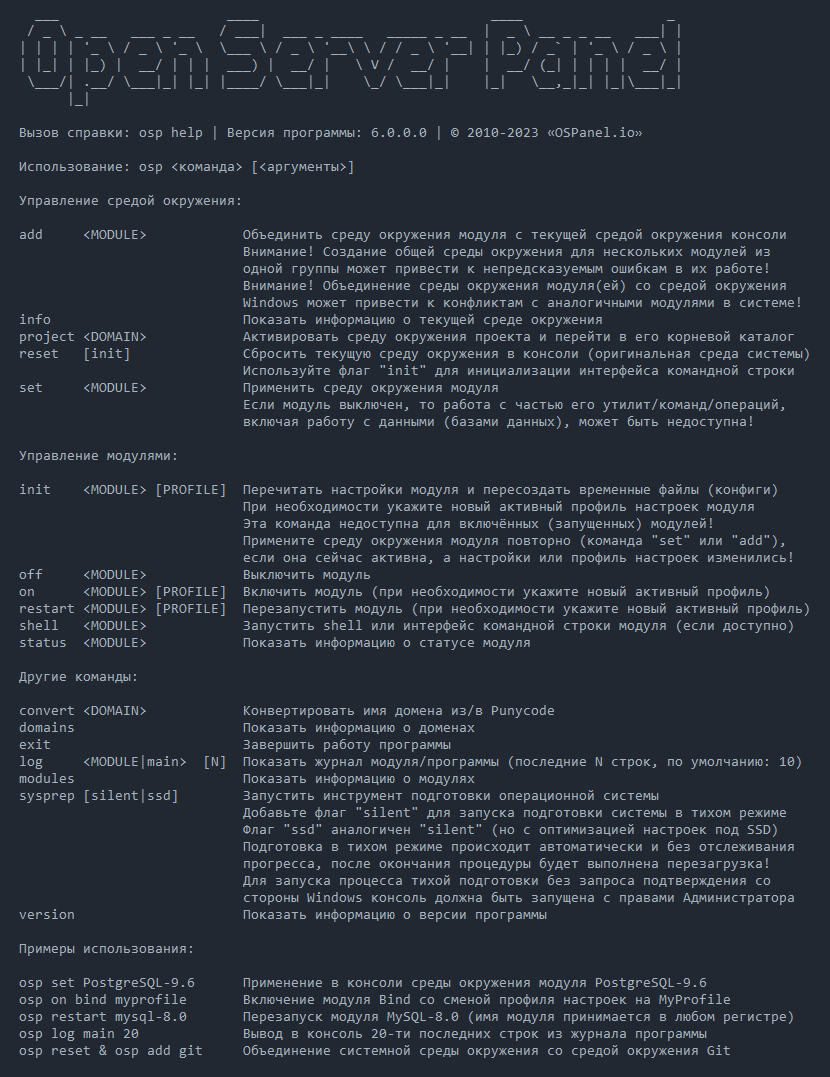 Open Server Panel
Вызов справки: osp help | Версия программы: 6.0.0.0 | © 2010-2023 «OSPanel.io»
Использование: osp <команда> [<аргументы>]
Управление средой окружения:
add     <MODULE>            Объединить среду окружения модуля с текущей средой окружения консоли
Внимание! Создание общей среды окружения для нескольких модулей из
одной группы может привести к непредсказуемым ошибкам в их работе!
Внимание! Объединение среды окружения модуля(ей) со средой окружения
Windows может привести к конфликтам с аналогичными модулями в системе!
info                        Показать информацию о текущей среде окружения
project <DOMAIN>            Активировать среду окружения проекта и перейти в его корневой каталог
reset   [init]              Сбросить текущую среду окружения в консоли (оригинальная среда системы)
Используйте флаг "init" для инициализации интерфейса командной строки
set     <MODULE>            Применить среду окружения модуля
Если модуль выключен, то работа с частью его утилит/команд/операций,
включая работу с данными (базами данных), может быть недоступна!
Управление модулями:
init    <MODULE> [PROFILE]  Перечитать настройки модуля и пересоздать временные файлы (конфиги)
При необходимости укажите новый активный профиль настроек модуля
Эта команда недоступна для включённых (запущенных) модулей!
Примените среду окружения модуля повторно (команда "set" или "add"),
если она сейчас активна, а настройки или профиль настроек изменились!
off     <MODULE>            Выключить модуль
on      <MODULE> [PROFILE]  Включить модуль (при необходимости укажите новый активный профиль)
restart <MODULE> [PROFILE]  Перезапустить модуль (при необходимости укажите новый активный профиль)
shell   <MODULE>            Запустить shell или интерфейс командной строки модуля (если доступно)
status  <MODULE>            Показать информацию о статусе модуля
Другие команды:
convert <DOMAIN>            Конвертировать имя домена из/в Punycode
domains                     Показать информацию о доменах
exit                        Завершить работу программы
log     <MODULE|main>  [N]  Показать журнал модуля/программы (последние N строк, по умолчанию: 10)
modules                     Показать информацию о модулях
sysprep [silent|ssd]        Запустить инструмент подготовки операционной системы
Добавьте флаг "silent" для запуска подготовки системы в тихом режиме
Флаг "ssd" аналогичен "silent" (но с оптимизацией настроек под SSD)
Подготовка в тихом режиме происходит автоматически и без отслеживания
прогресса, после окончания процедуры будет выполнена перезагрузка!
Для запуска процесса тихой подготовки без запроса подтверждения со
стороны Windows консоль должна быть запущена с правами Администратора
version                     Показать информацию о версии программы
Примеры использования:
osp set PostgreSQL-9.6      Применение в консоли среды окружения модуля PostgreSQL-9.6
osp on bind myprofile       Включение модуля Bind со сменой профиля настроек на MyProfile
osp restart mysql-8.0       Перезапуск модуля MySQL-8.0 (имя модуля принимается в любом регистре)
osp log main 20             Вывод в консоль 20-ти последних строк из журнала программы
osp reset & osp add git     Объединение системной среды окружения со средой окружения Git